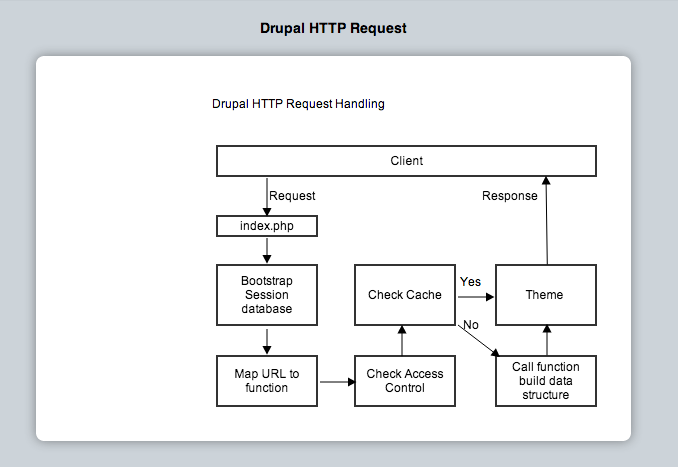 Drupal HTTP Request
Drupal HTTP Request Handling
Client
Request
Response
index.php
Bootstrap
Session
database
Check Cache
Yes
Theme
No
Map URL to
function
Check Access
Control
Call function
build data
structure